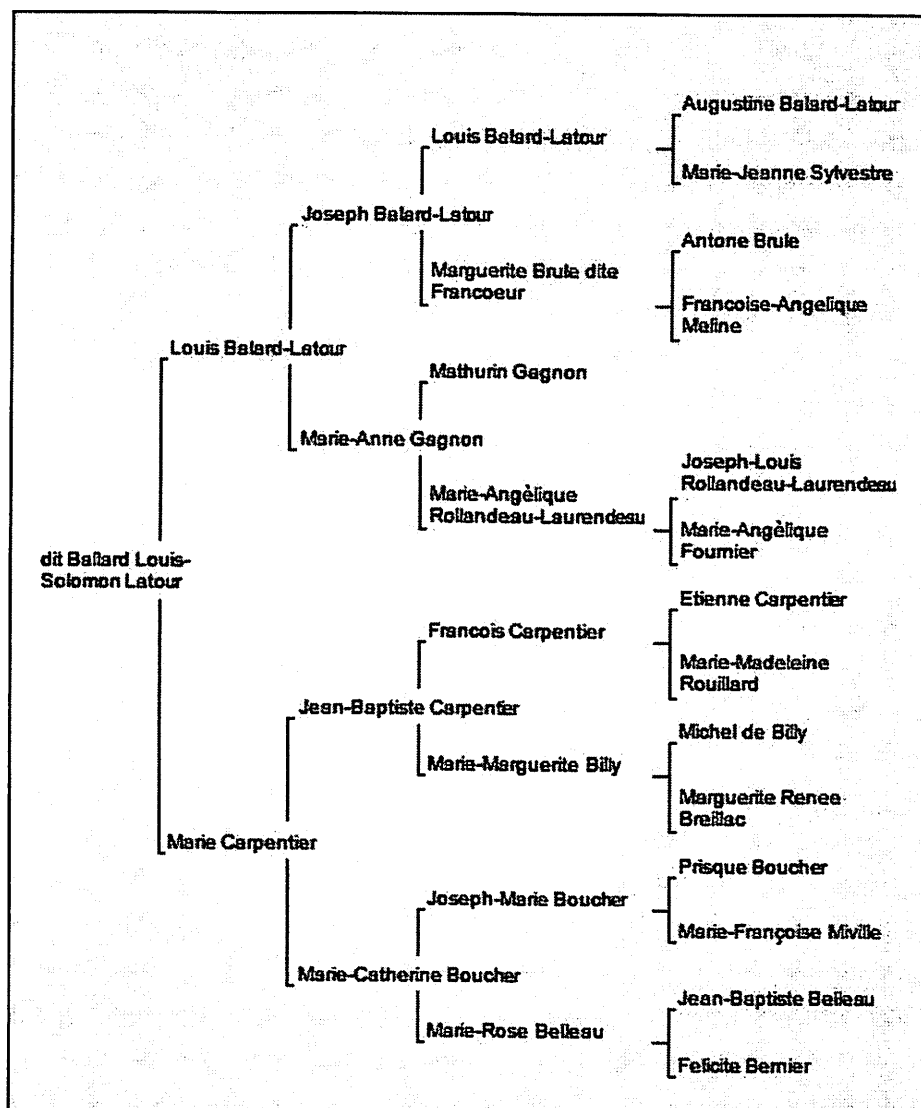 Augustine Balard-Latour
Louis Balard-Latour
Marie-Jeanne Sylvestre
Joseph Balard-Latour
Antone Brule
Marguerite Brule dite
Francoeur
Francoise-Angelique
Maline
Louis Balard-Latour
Mathurin Gagnon
Marie-Anne Gagnon
Joseph-Louis
Rollandeau-Laurendeau
Marie-Angèlique
Rollandeau-Laurendeau
Marie-Angèlique
Fournier
dit Ballard Louis-
Solomon Latour
Etienne Carpentier
Francois Carpentier
Marie-Madeleine
Rouillard
Jean-Baptiste Carpentier
Michel de Billy
Marie-Marguerite Billy
Marguerite Renee
Breillac
Marie Carpentier
Prisque Boucher
Joseph-Marie Boucher
Marie-Françoise Miville
Marie-Catherine Boucher
Jean-Baptiste Belleau
Marie-Rose Belleau
Felicite Bernier